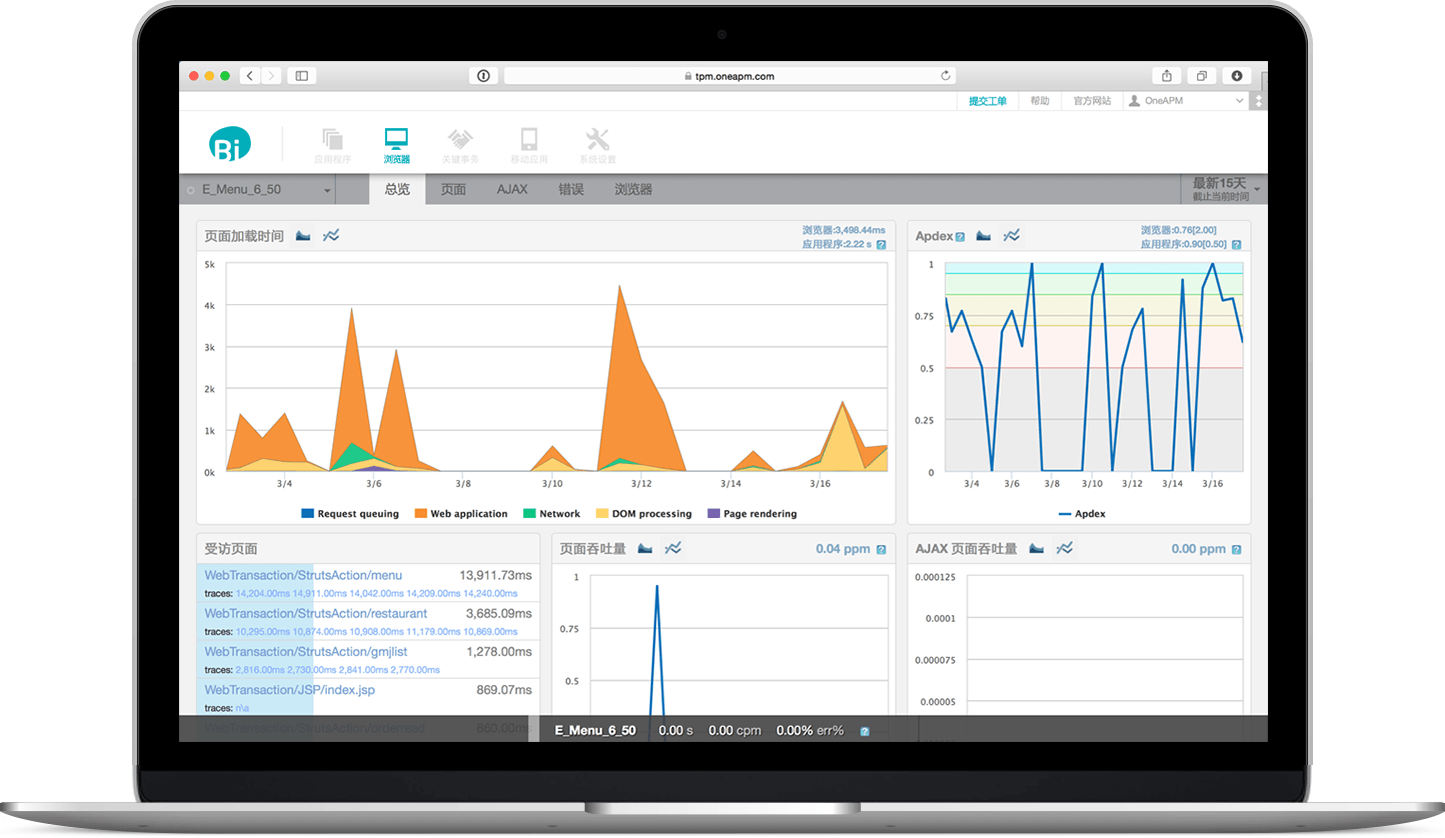 tpm.oneapm.com
提交工单 帮助 官方网站 OneAPM
Bi
应用程序 浏览器 关键事务 移动应用 系统设置
E_Menu_6_50 总览 页面 AJAX 错误 浏览器 最新15天
截止当前时间
页面加载时间 浏览器:3,498.44ms
应用程序:2.22 s ?
5k
4k
3k
2k
1k
0k
3/4 3/6 3/8 3/10 3/12 3/14 3/16
Request queuing Web application Network DOM processing Page rendering
Apdex ? 浏览器:0.76[2.00]
应用程序:0.90[0.50] ?
1
0.75
0.5
0.25
0
3/4 3/6 3/8 3/10 3/12 3/14 3/16
Apdex
受访页面
WebTransaction/StrutsAction/menu 13,911.73ms
traces: 14,204.00ms 14,911.00ms 14,042.00ms 14,209.00ms 14,240.00ms
WebTransaction/StrutsAction/restaurant 3,685.09ms
traces: 10,295.00ms 10,874.00ms 10,908.00ms 11,179.00ms 10,869.00ms
WebTransaction/StrutsAction/gmjlist 1,278.00ms
traces: 2,816.00ms 2,730.00ms 2,841.00ms 2,770.00ms
WebTransaction/JSP/index.jsp 869.07ms
traces: n\a
WebTransaction/StrutsAction/orderread 860.00ms
页面吞吐量 0.04 ppm ?
1
0.75
0.5
AJAX 页面吞吐量 0.00 ppm ?
0.000125
0.0001
0.000075
0.00005
E_Menu_6_50 0.00 s 0.00 cpm 0.00% err% ?